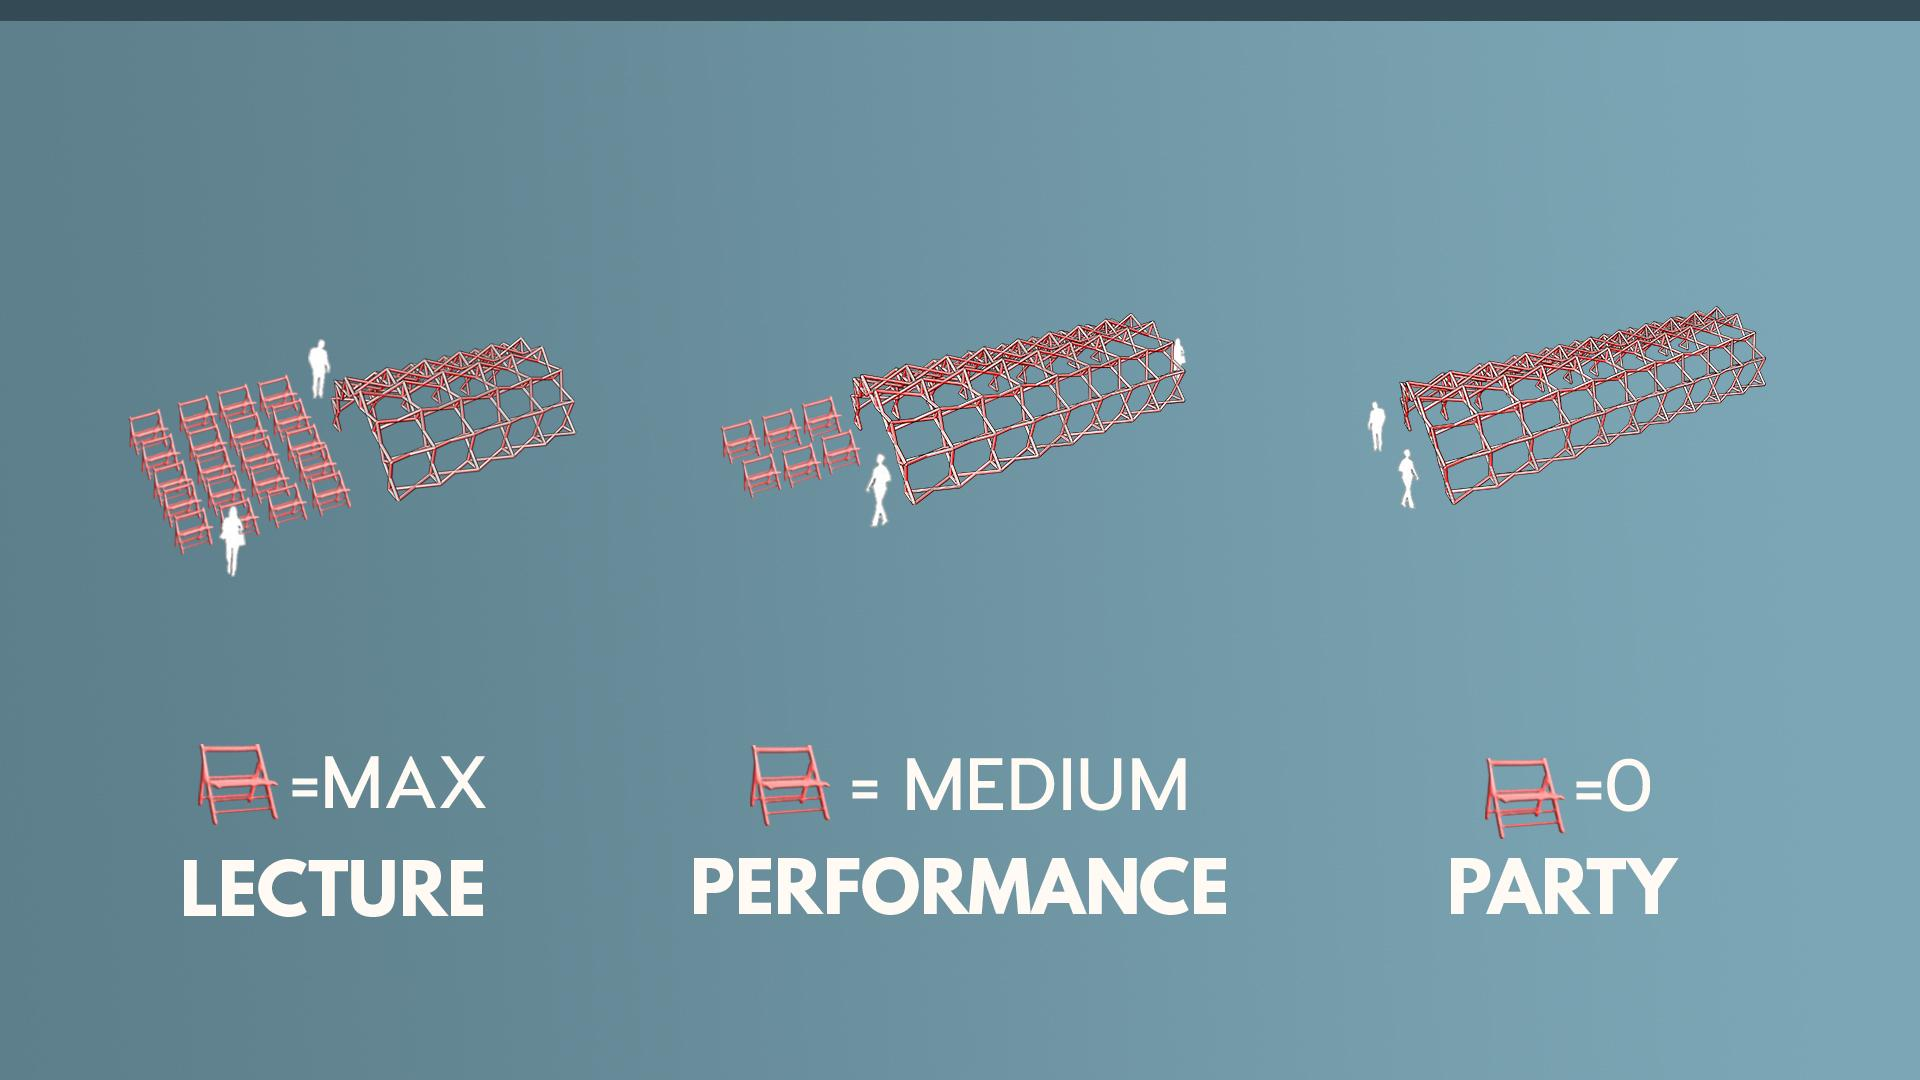 =MAX
LECTURE
= MEDIUM
PERFORMANCE
=0
PARTY